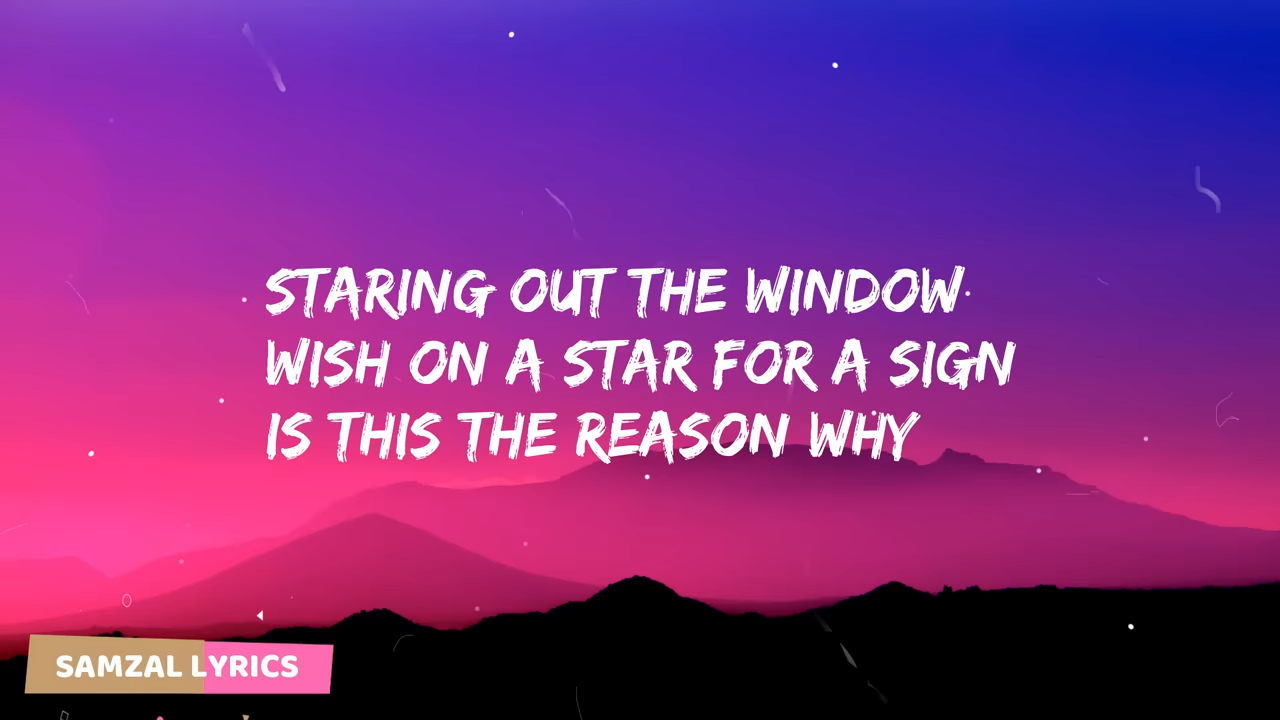 STARING OUT THE WINDOW
WISH ON A STAR FOR A SIGN
IS THIS THE REASON WHY
SAMZAL LYRICS